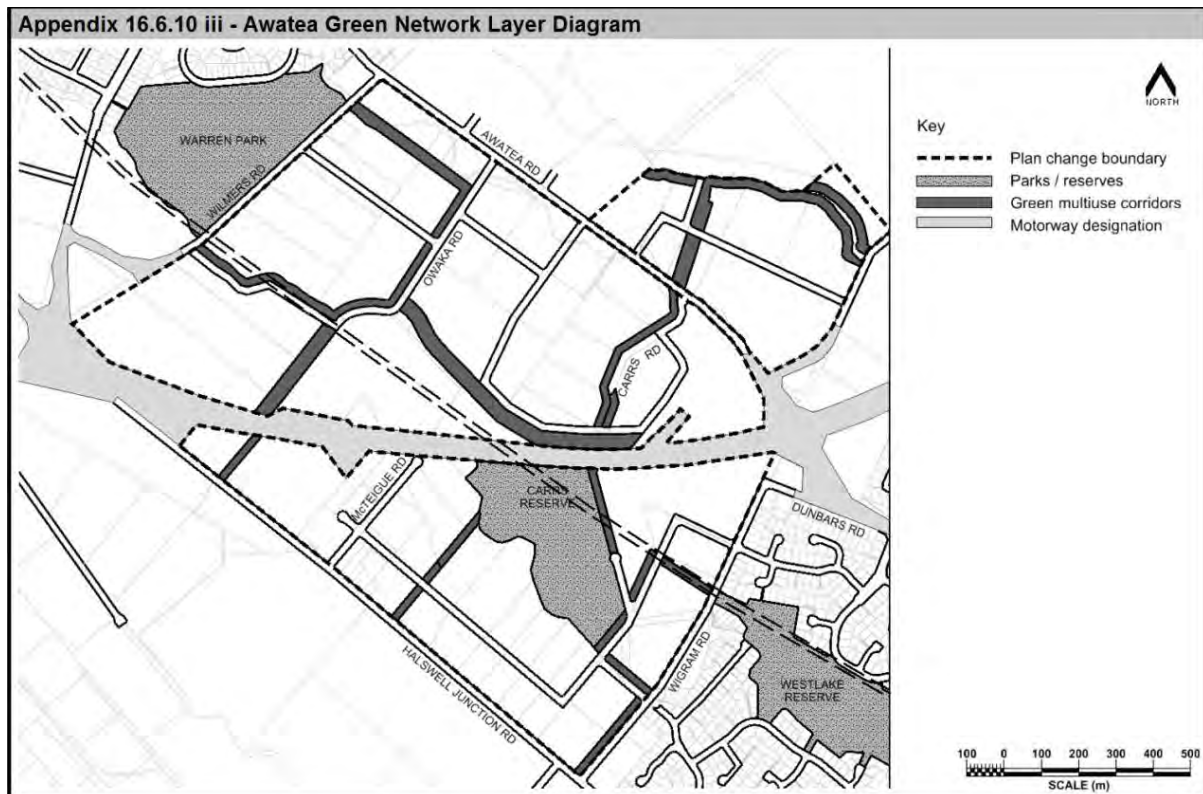 Appendix 16.6.10 iii - Awatea Green Network Layer Diagram
WARREN PARK
WILMERS RD
AWATEA RD
OWAKA RD
CARRS RD
McTEIGUE RD
CARRS
RESERVE
DUNBARS RD
HALSWELL JUNCTION RD
WIGRAM RD
WESTLAKE
RESERVE
NORTH
Key
Plan change boundary
Parks / reserves
Green multiuse corridors
Motorway designation
100 0 100 200 300 400 500
SCALE (m)